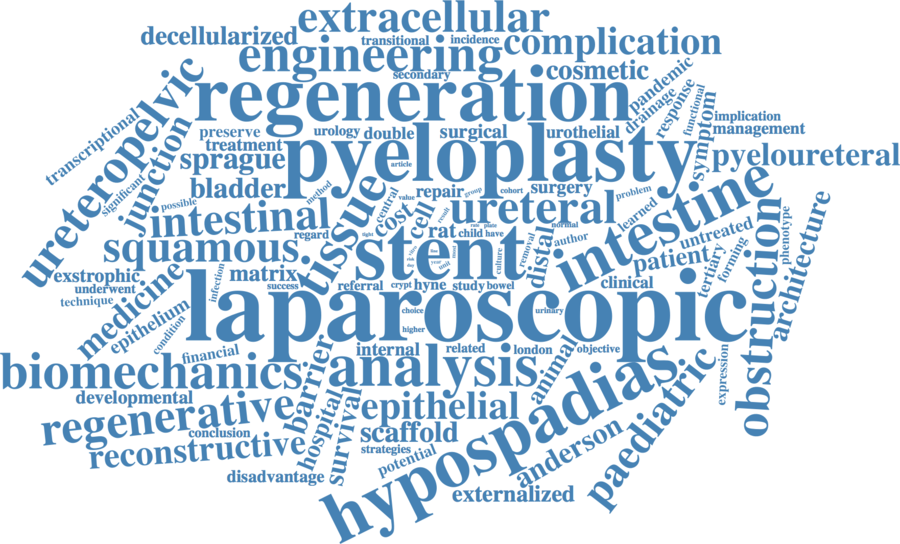 extracellular
decellularized
transitional
incidence
engineering
complication
secondary
cosmetic
pandemic
regeneration
drainage
response
functional
symptom
implication
management
ureteropelvic
transcriptional
junction
significant
preserve
urology
double
surgical
urothelial
treatment
pyeloplasty
pyeloureteral
sprague
article
bladder
possible
method
central
value
repair
group
cohort
surgery
problem
intestinal
tissue
cost
cell
result
ureteral
normal
learned
intestine
regard
tight
rat
child
have
rate
plate
author
untreated
phenotype
architecture
squamous
stent
culture
removal
distal
patient
tertiary
forming
obstruction
exstrophic
matrix
infection
success
referral
crypt
hyne
study
bowel
clinical
year
unit
underwent
technique
medicine
epithelium
condition
laparoscopic
choice
higher
urinary
financial
barrier
internal
related
london
objective
animal
expression
biomechanics
analysis
developmental
regenerative
hospital
survival
epithelial
hypospadias
paediatric
conclusion
reconstructive
scaffold
strategies
anderson
potential
disadvantage
externalized